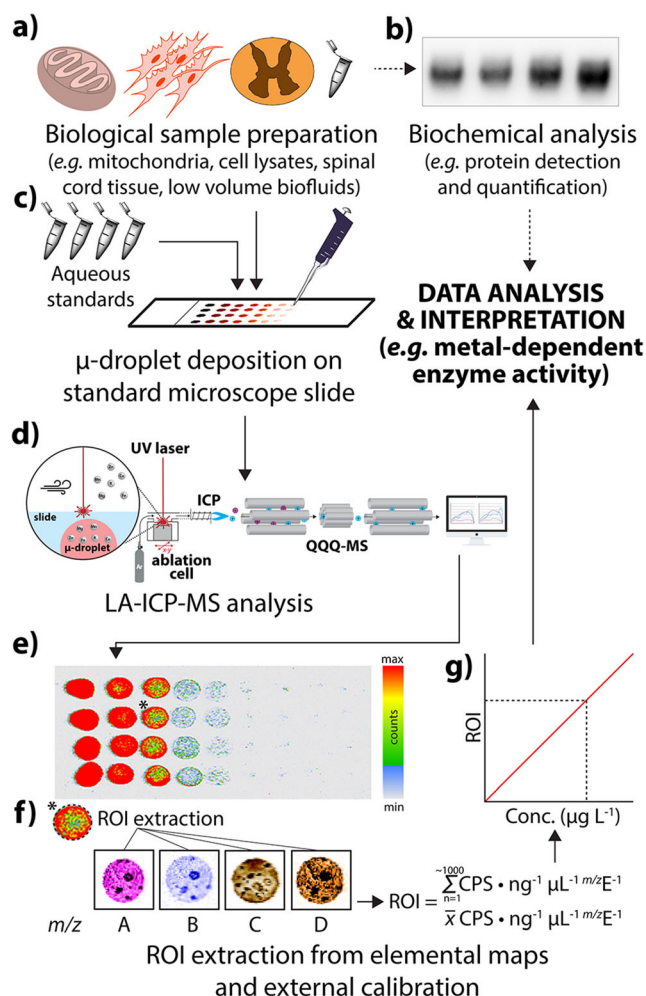 a)
Biological sample preparation
(e.g. mitochondria, cell lysates, spinal
cord tissue, low volume biofluids)
b)
Biochemical analysis
(e.g. protein detection
and quantification)
c)
Aqueous
standards
μ-droplet deposition on
standard microscope slide
DATA ANALYSIS
& INTERPRETATION
(e.g. metal-dependent
enzyme activity)
d)
UV laser
ICP
slide
μ-droplet
Ar
x-y
ablation
cell
QQQ-MS
LA-ICP-MS analysis
e)
*
max
counts
min
f)
* ROI extraction
m/z A B C D
g)
ROI
Conc. (μg L⁻¹)
ROI = ~1000 ∑ n=1 CPS • ng⁻¹ μL⁻¹ m/zE⁻¹
x̅ CPS • ng⁻¹ μL⁻¹ m/zE⁻¹
ROI extraction from elemental maps
and external calibration